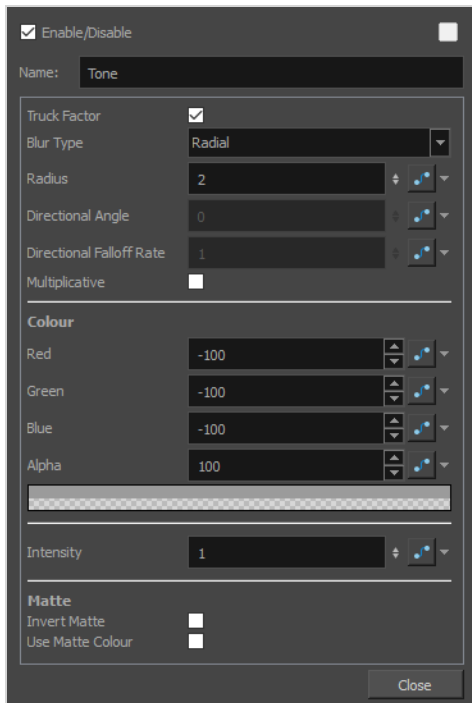 Enable/Disable
Name: Tone
Truck Factor
Blur Type Radial
Radius 2
Directional Angle 0
Directional Falloff Rate 1
Multiplicative
Colour
Red -100
Green -100
Blue -100
Alpha 100
Intensity 1
Matte
Invert Matte
Use Matte Colour
Close